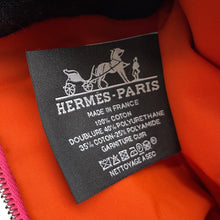 HERMES-PARIS
MADE IN FRANCE
100% COTON
DOUBLURE 40% POLYURETHANE
35% COTON-25% POLYAMIDE
GARNITURE CUIR
NETTOYAGE A SEC